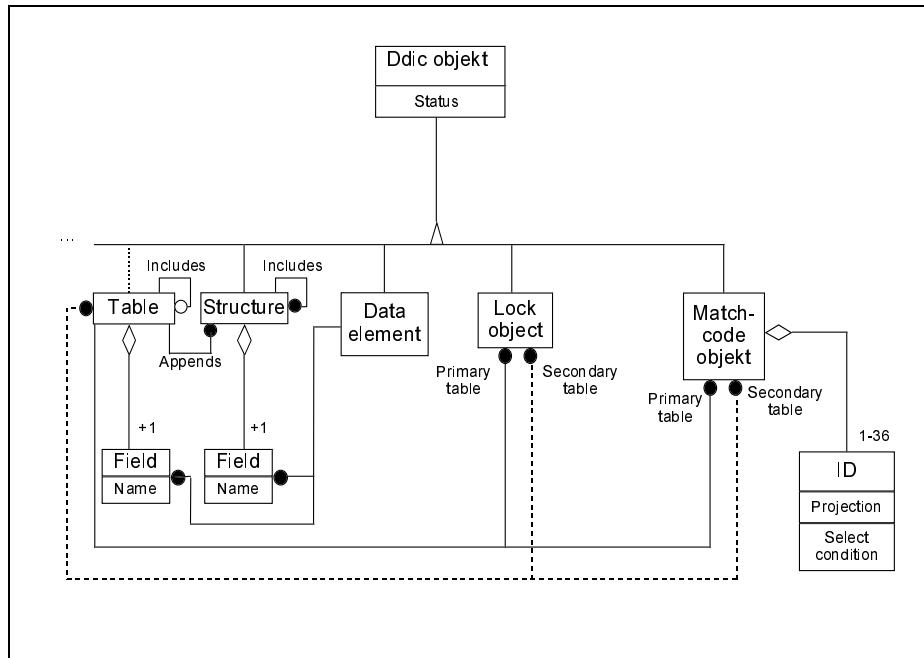 Ddic objekt
Status
...
Includes
Includes
Table
Structure
Data
element
Lock
object
Match-
code
objekt
Appends
Primary
table
Secondary
table
Primary
table
Secondary
table
+1
+1
1-36
Field
Name
Field
Name
ID
Projection
Select
condition